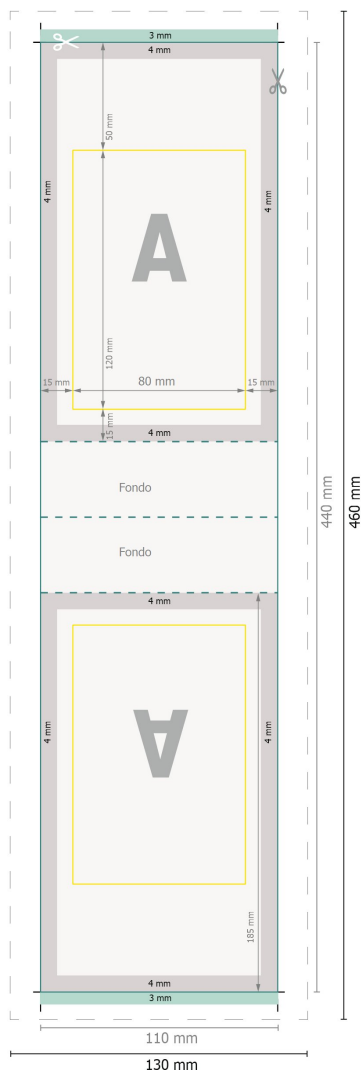 3 mm
4 mm
50 mm
4 mm
4 mm
A
120 mm
15 mm
80 mm
15 mm
15 mm
4 mm
Fondo
440 mm
460 mm
Fondo
4 mm
A
4 mm
4 mm
185 mm
4 mm
3 mm
110 mm
130 mm